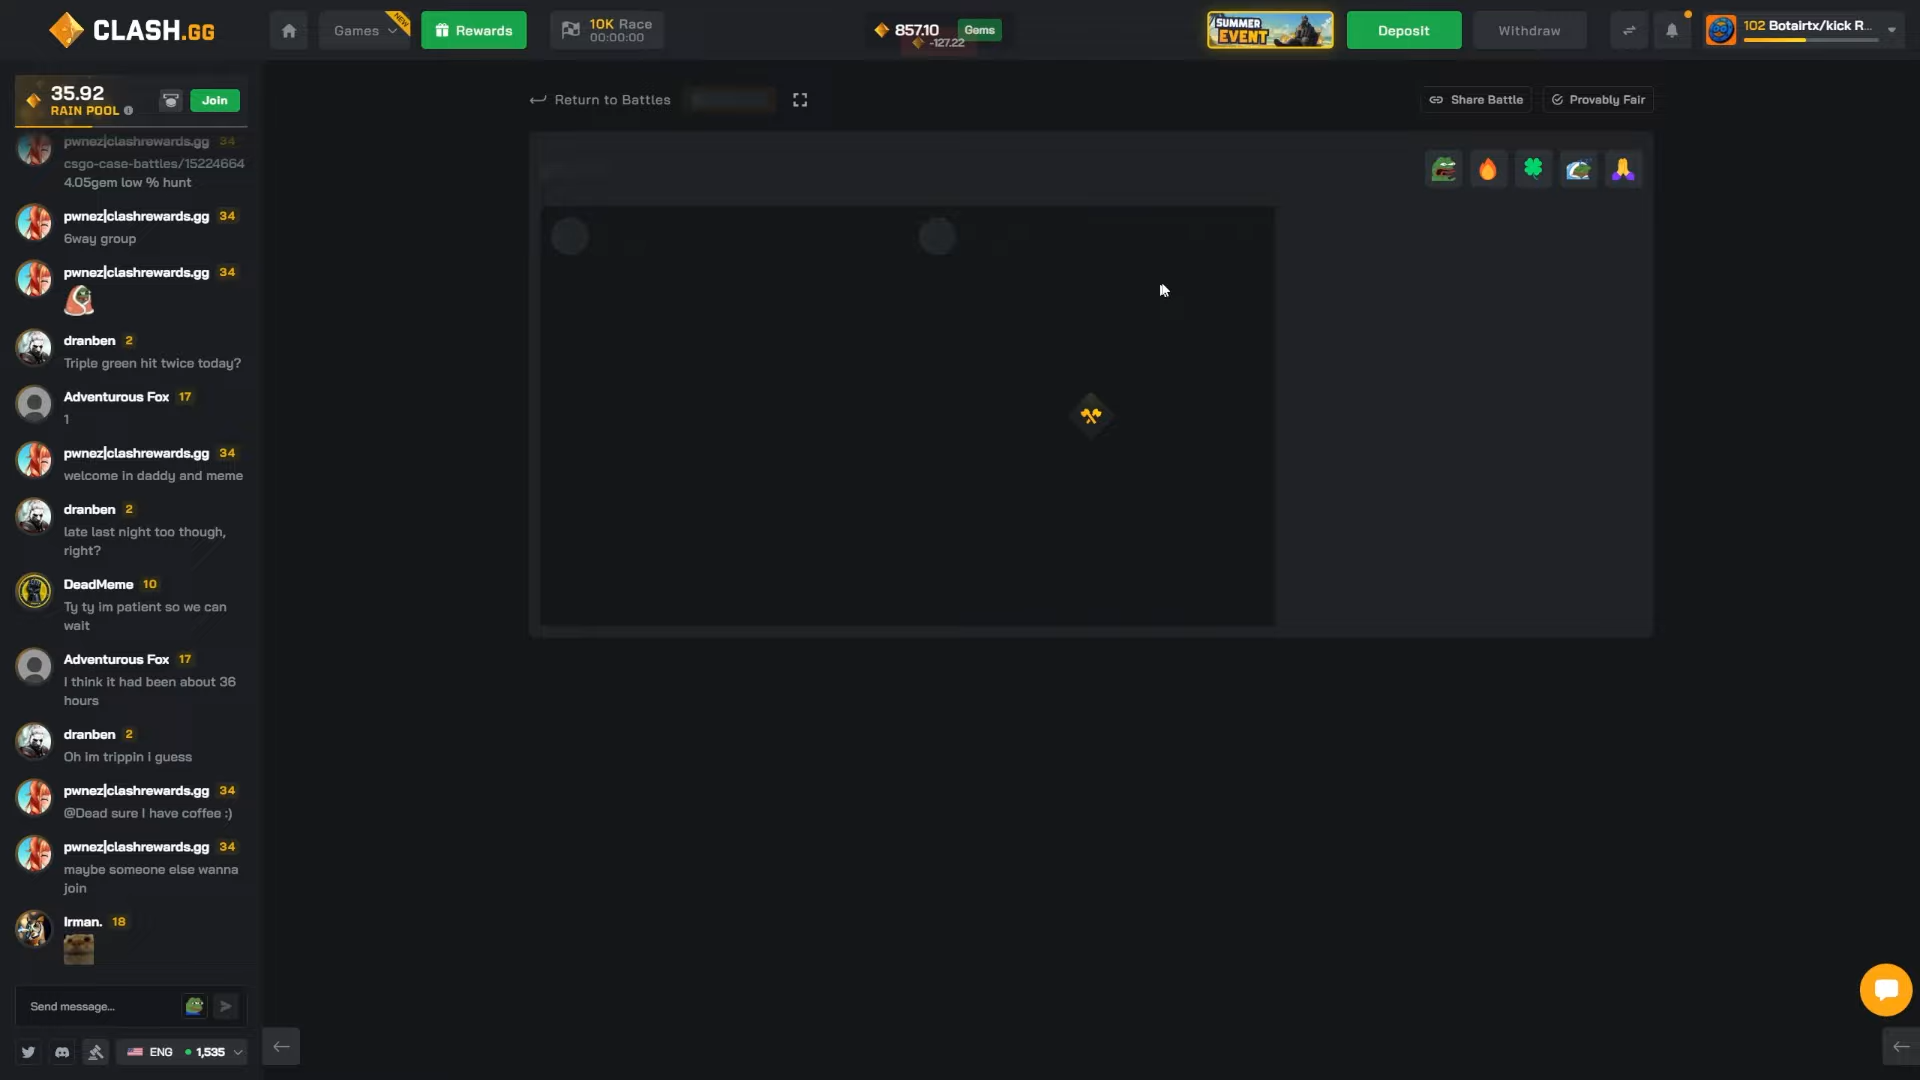 CLASH.GG
Games
NEW
Rewards
10K Race
00:00:00
857.10
Gems
-127.22
SUMMER
EVENT
Deposit
Withdraw
102 Botairtx/kick R...
35.92
RAIN POOL
Join
Return to Battles
Share Battle
Provably Fair
pwnez|clashrewards.gg 34
csgo-case-battles/15224664
4.05gem low % hunt
pwnez|clashrewards.gg 34
6way group
pwnez|clashrewards.gg 34
dranben 2
Triple green hit twice today?
Adventurous Fox 17
1
pwnez|clashrewards.gg 34
welcome in daddy and meme
dranben 2
late last night too though,
right?
DeadMeme 10
Ty ty im patient so we can
wait
Adventurous Fox 17
I think it had been about 36
hours
dranben 2
Oh im trippin i guess
pwnez|clashrewards.gg 34
@Dead sure I have coffee :)
pwnez|clashrewards.gg 34
maybe someone else wanna
join
Irman. 18
Send message...
ENG
1,535